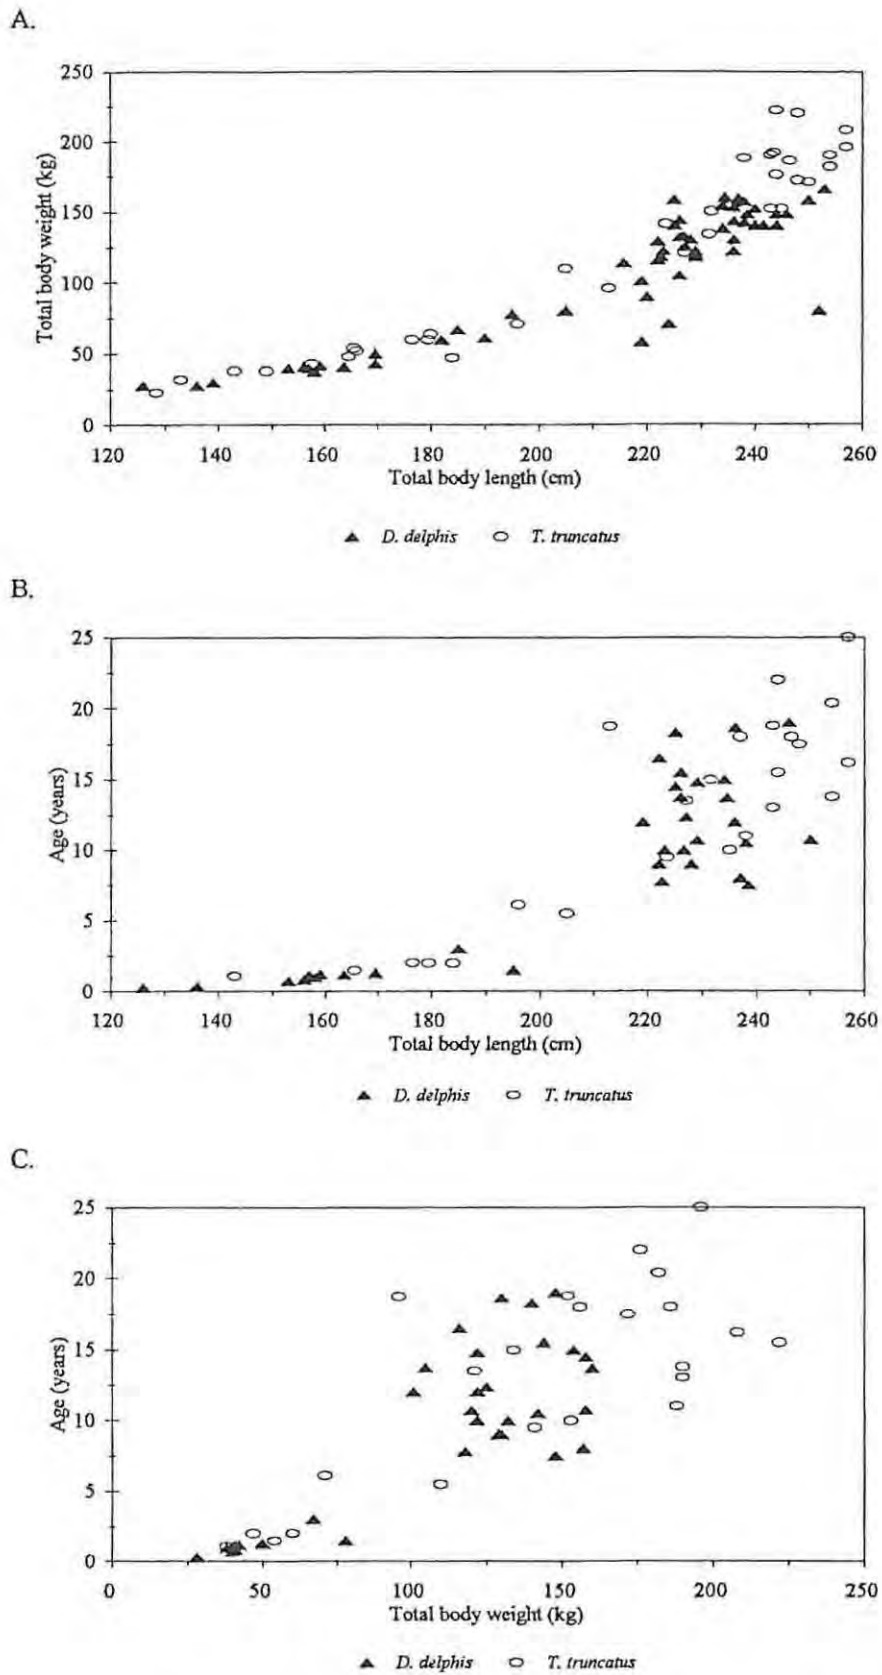 A.
250
200
150
100
50
0
Total body weight (kg)
120 140 160 180 200 220 240 260
Total body length (cm)
D. delphis T. truncatus
B.
25
20
15
10
5
0
Age (years)
120 140 160 180 200 220 240 260
Total body length (cm)
D. delphis T. truncatus
C.
25
20
15
10
5
0
Age (years)
0 50 100 150 200 250
Total body weight (kg)
D. delphis T. truncatus